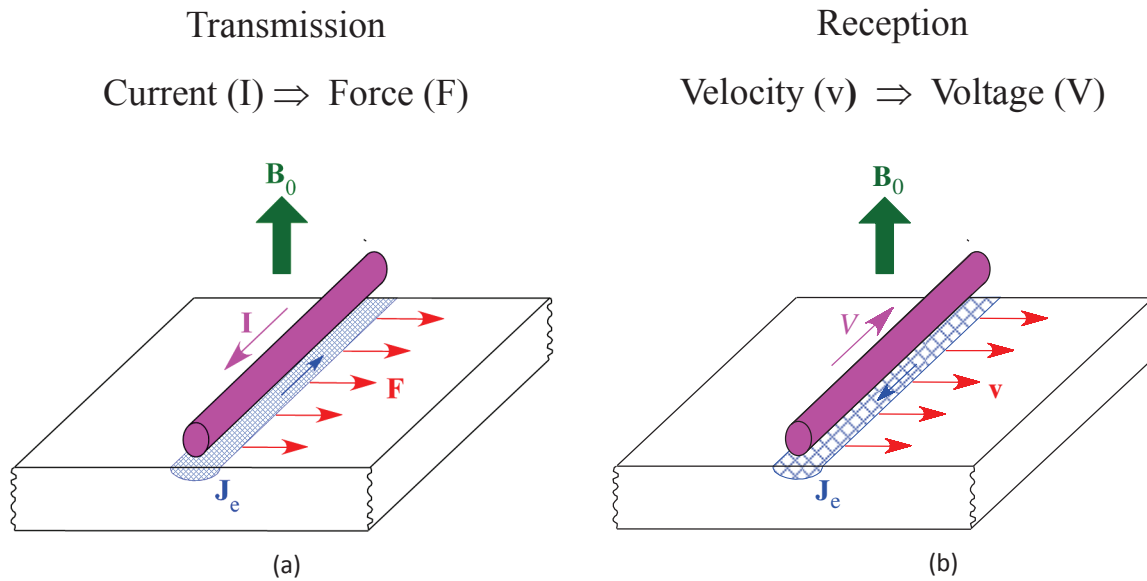 Transmission
Current (I) ⇒ Force (F)
B₀
I
F
Jₑ
(a)
Reception
Velocity (v) ⇒ Voltage (V)
B₀
V
v
Jₑ
(b)